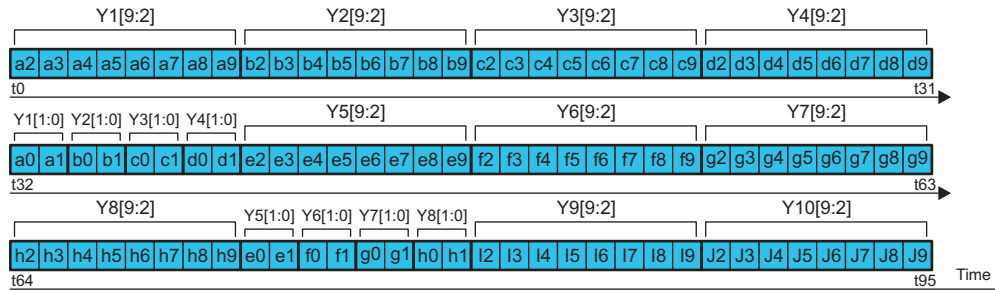 Y1[9:2] Y2[9:2] Y3[9:2] Y4[9:2]
a2 a3 a4 a5 a6 a7 a8 a9 b2 b3 b4 b5 b6 b7 b8 b9 c2 c3 c4 c5 c6 c7 c8 c9 d2 d3 d4 d5 d6 d7 d8 d9
t0 t31
Y1[1:0] Y2[1:0] Y3[1:0] Y4[1:0] Y5[9:2] Y6[9:2] Y7[9:2]
a0 a1 b0 b1 c0 c1 d0 d1 e2 e3 e4 e5 e6 e7 e8 e9 f2 f3 f4 f5 f6 f7 f8 f9 g2 g3 g4 g5 g6 g7 g8 g9
t32 t63
Y8[9:2] Y5[1:0] Y6[1:0] Y7[1:0] Y8[1:0] Y9[9:2] Y10[9:2]
h2 h3 h4 h5 h6 h7 h8 h9 e0 e1 f0 f1 g0 g1 h0 h1 I2 I3 I4 I5 I6 I7 I8 I9 J2 J3 J4 J5 J6 J7 J8 J9
t64 t95 Time